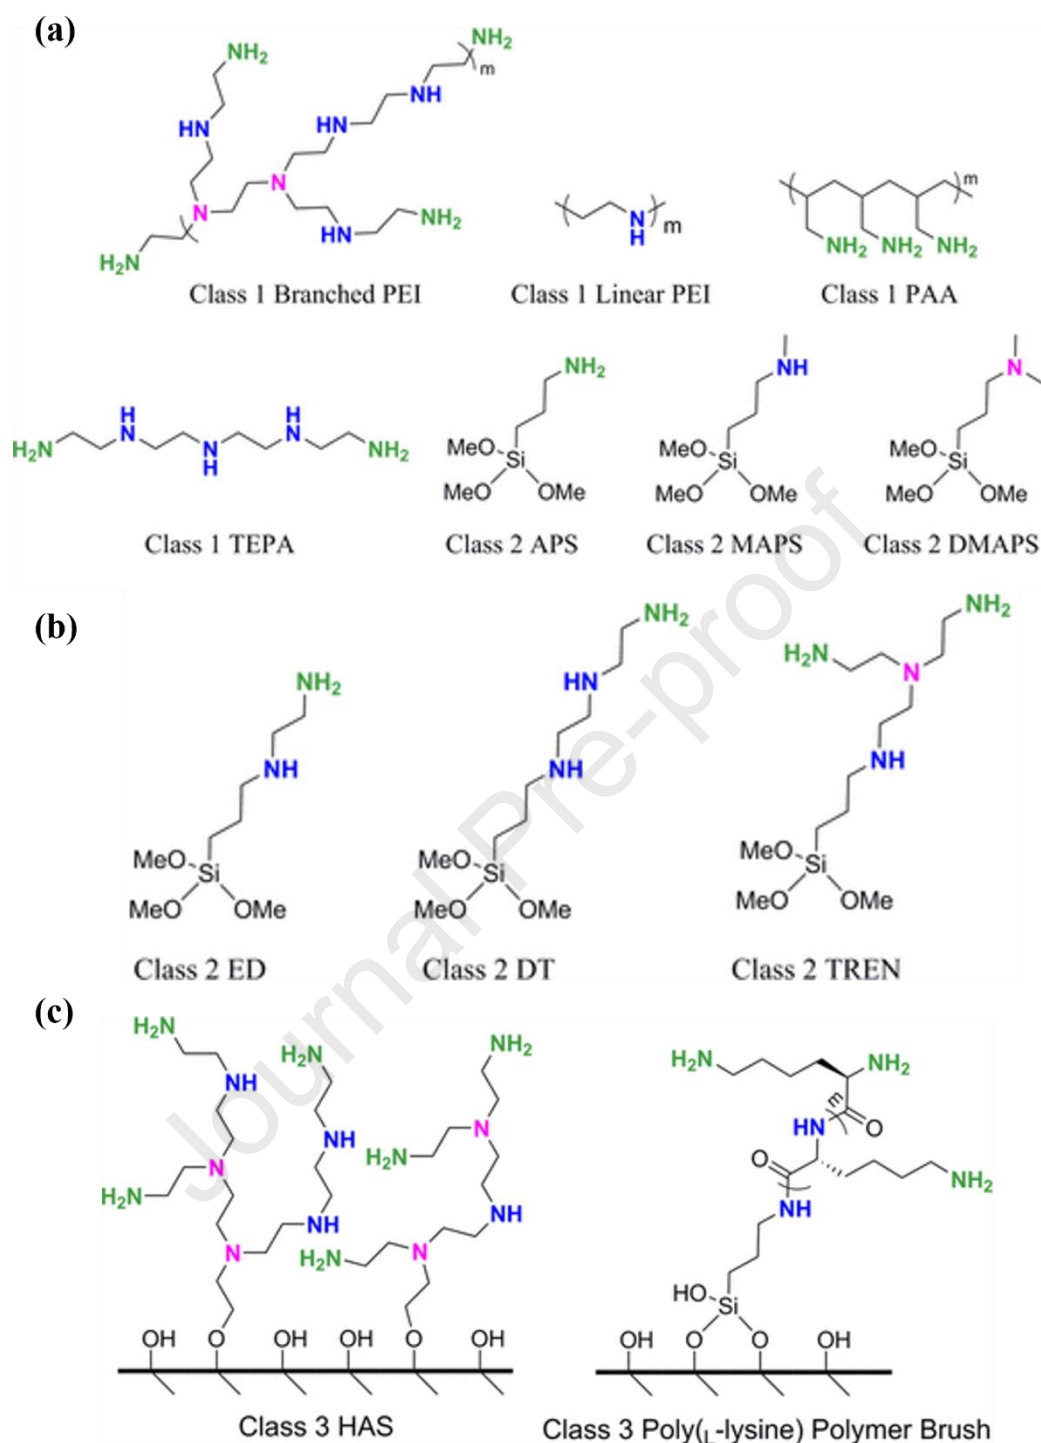 (a)
NH2
NH2
m
NH
HN
HN
N
N
NH2
HN
H2N
Class 1 Branched PEI
N
H
m
Class 1 Linear PEI
m
NH2 NH2 NH2
Class 1 PAA
H2N
H
N
N
H
H
N
NH2
Class 1 TEPA
NH2
MeO
Si
MeO
OMe
Class 2 APS
NH
MeO
Si
MeO
OMe
Class 2 MAPS
N
MeO
Si
MeO
OMe
Class 2 DMAPS
(b)
NH2
NH
MeO
Si
MeO
OMe
Class 2 ED
NH2
HN
NH
MeO
Si
MeO
OMe
Class 2 DT
NH2
H2N
N
NH
MeO
Si
MeO
OMe
Class 2 TREN
(c)
H2N
NH
H2N
NH
N
H2N
NH
N
NH2
N
H2N
NH
H2N
N
OH O OH OH O OH
Class 3 HAS
H2N
NH2
m
O
HN
O
NH2
NH
HO
Si
OH O O OH
Class 3 Poly(L-lysine) Polymer Brush
Journal Pre-proof